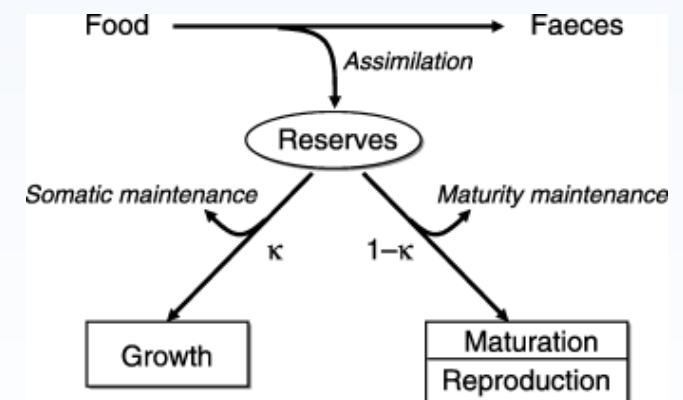 Food
Faeces
Assimilation
Reserves
Somatic maintenance
Maturity maintenance
κ
1–κ
Growth
Maturation
Reproduction